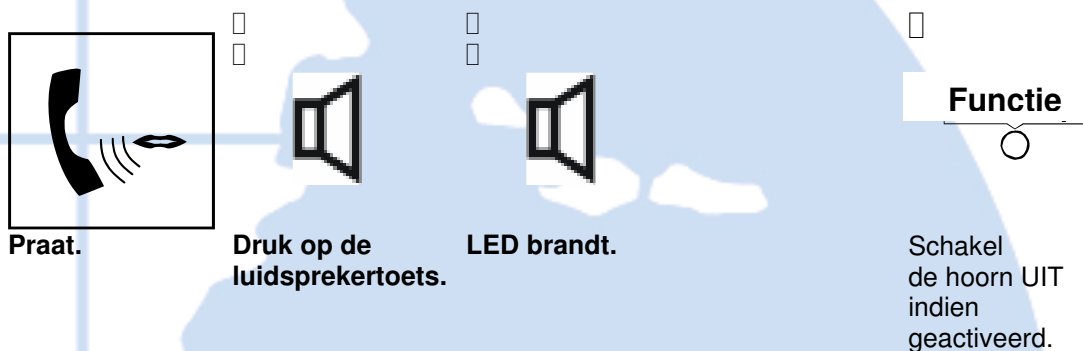 Functie
Praat.
Druk op de
luidsprekertoets.
LED brandt.
Schakel
de hoorn UIT
indien
geactiveerd.